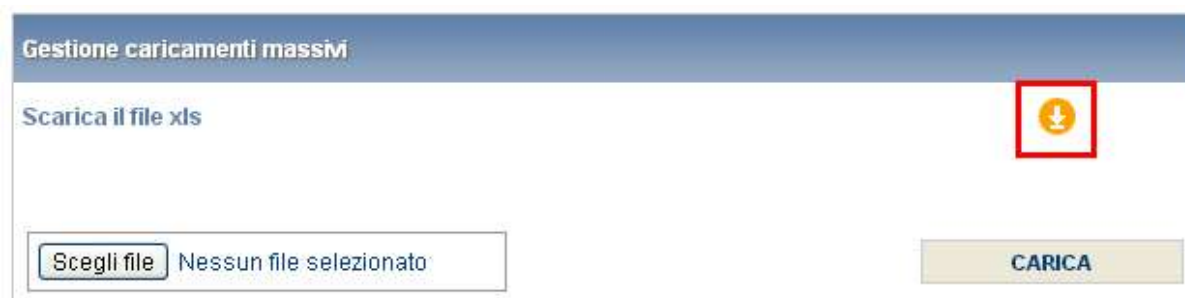 Gestione caricamenti massivi
Scarica il file xls
Scegli file Nessun file selezionato
CARICA